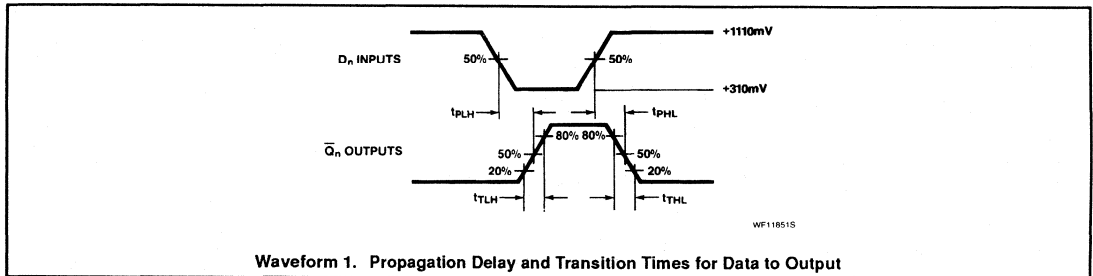 +1110mV
Dn INPUTS
50%
50%
+310mV
tPLH
tPHL
80% 80%
Q̅n OUTPUTS
50%
50%
20%
20%
tTLH
tTHL
WF11851S
Waveform 1. Propagation Delay and Transition Times for Data to Output